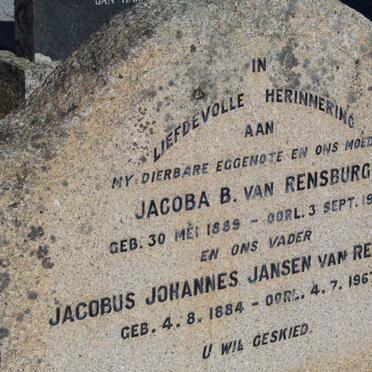 JAN
IN
LIEFDEVOLLE HERINNERING
AAN
MY DIERBARE EGGENOTE EN ONS MOED
JACOBA B. VAN RENSBURG
GEB. 30 MEI 1889 - OORL. 3 SEPT. 19
EN ONS VADER
JACOBUS JOHANNES JANSEN VAN RE
GEB. 4. 8. 1884 - OORL. 4. 7. 196
U WIL GESKIED.